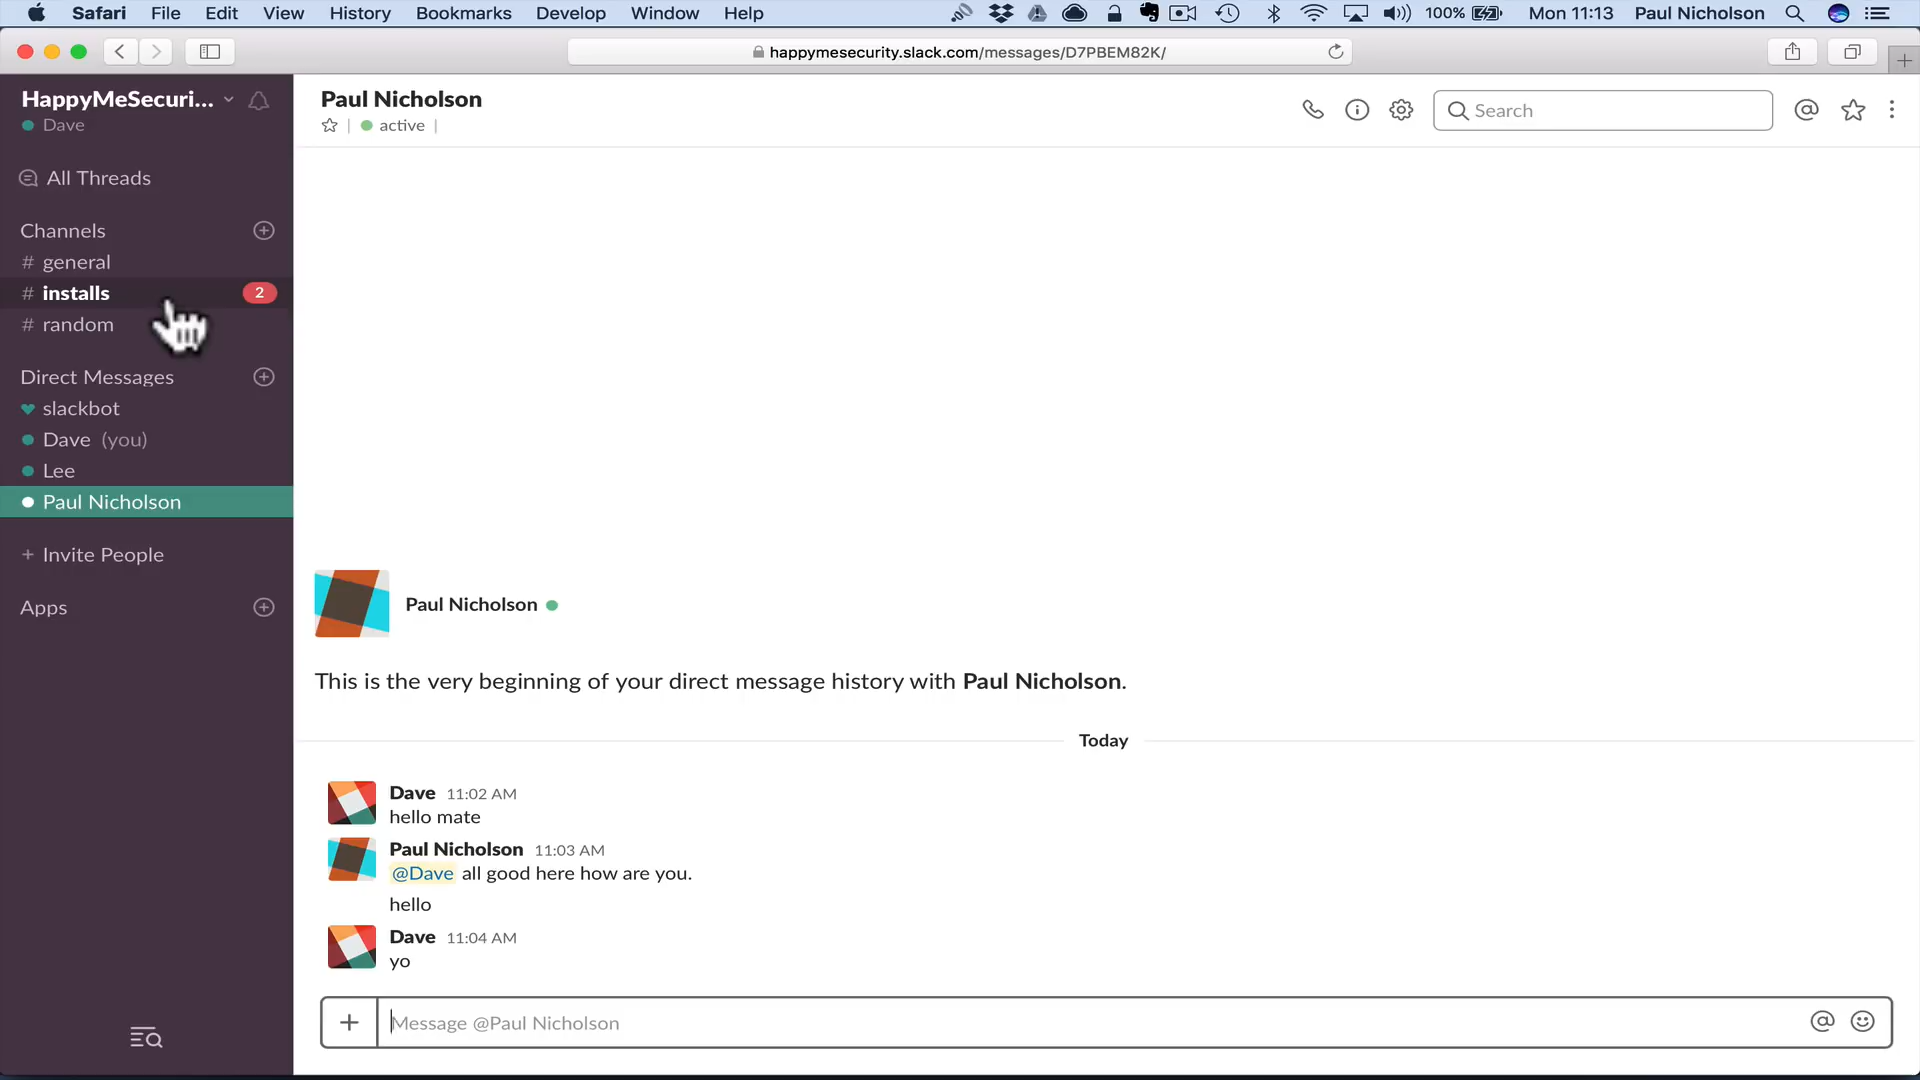 Safari File Edit View History Bookmarks Develop Window Help 100% Mon 11:13 Paul Nicholson
happymesecurity.slack.com/messages/D7PBEM82K/
HappyMeSecuri...
Dave
All Threads
Channels
# general
# installs 2
# random
Direct Messages
slackbot
Dave (you)
Lee
Paul Nicholson
+ Invite People
Apps
Paul Nicholson
active
Search
Paul Nicholson
This is the very beginning of your direct message history with Paul Nicholson.
Today
Dave 11:02 AM
hello mate
Paul Nicholson 11:03 AM
@Dave all good here how are you.
hello
Dave 11:04 AM
yo
Message @Paul Nicholson